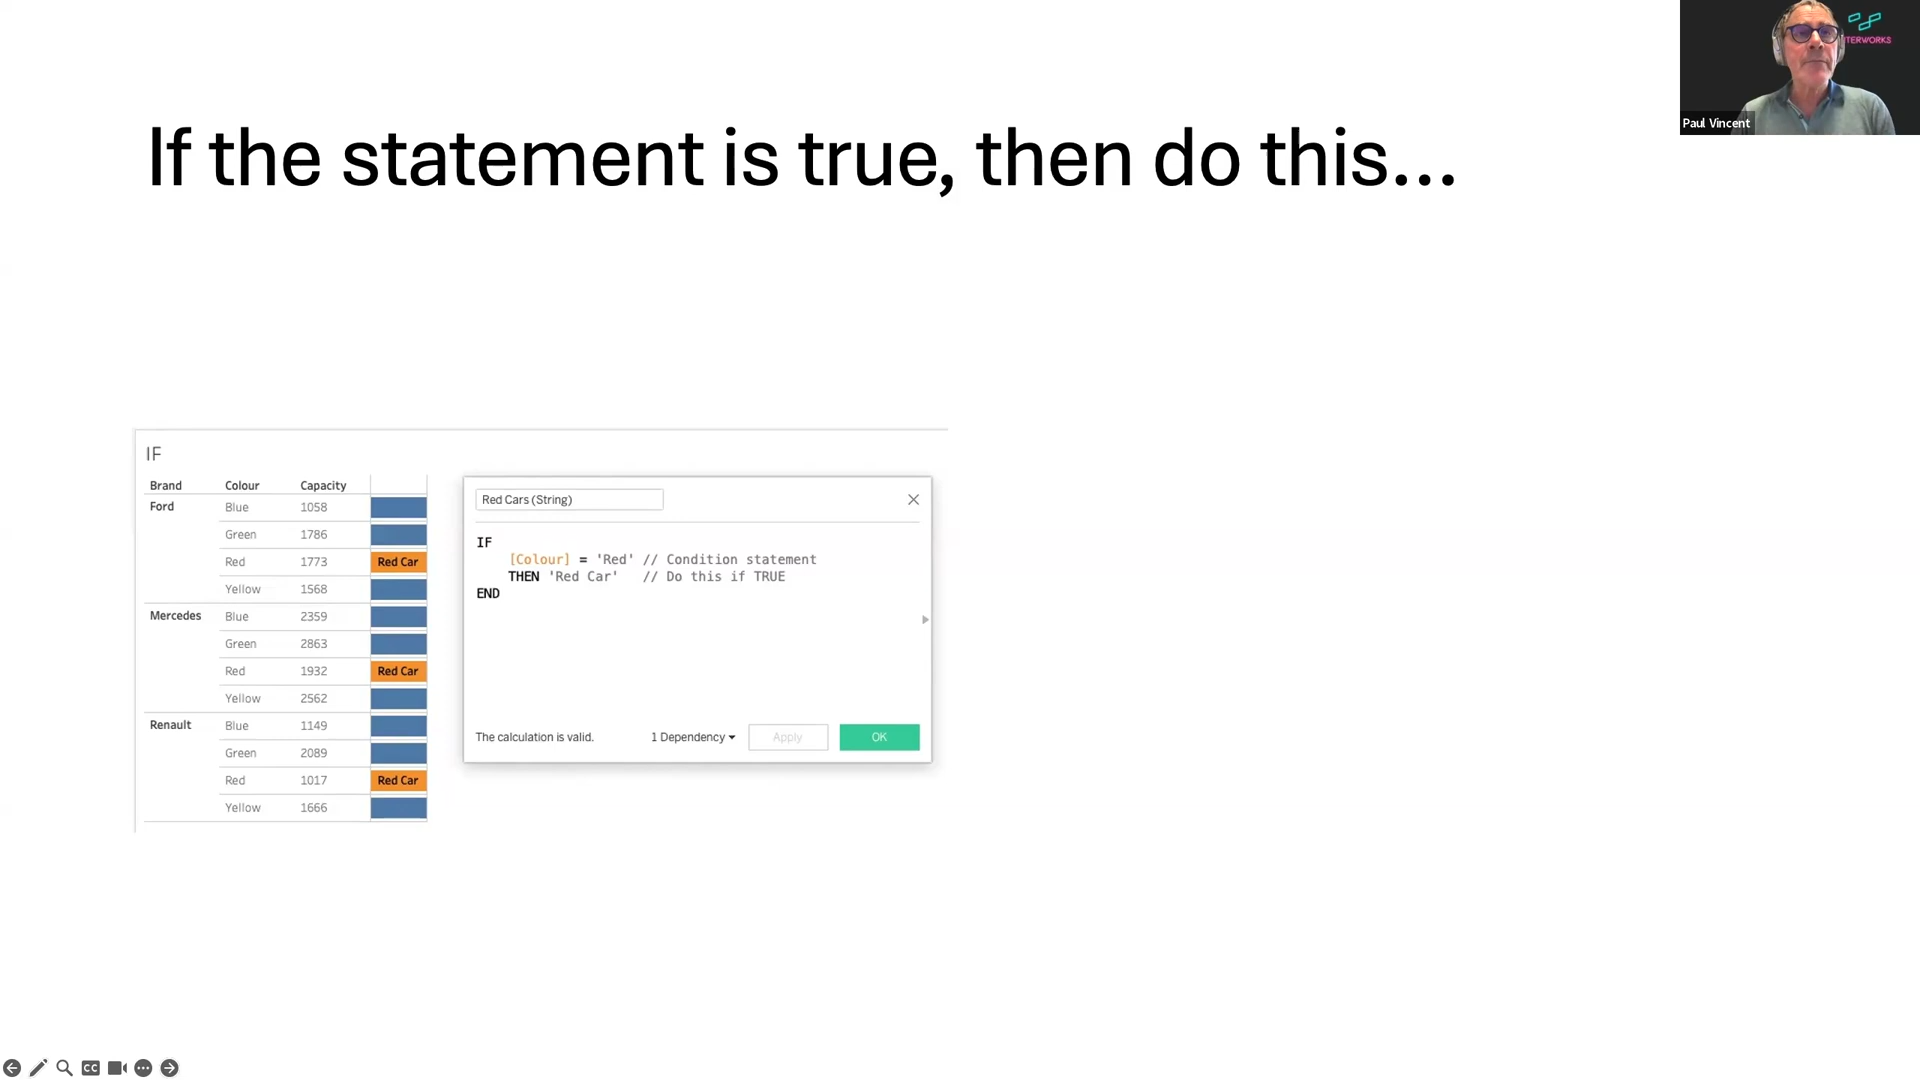 If the statement is true, then do this...
TERWORKS
Paul Vincent
IF
Brand Colour Capacity
Ford Blue 1058
Green 1786
Red 1773 Red Car
Yellow 1568
Mercedes Blue 2359
Green 2863
Red 1932 Red Car
Yellow 2562
Renault Blue 1149
Green 2089
Red 1017 Red Car
Yellow 1666
Red Cars (String)
IF
[Colour] = 'Red' // Condition statement
THEN 'Red Car' // Do this if TRUE
END
The calculation is valid. 1 Dependency Apply OK
CC